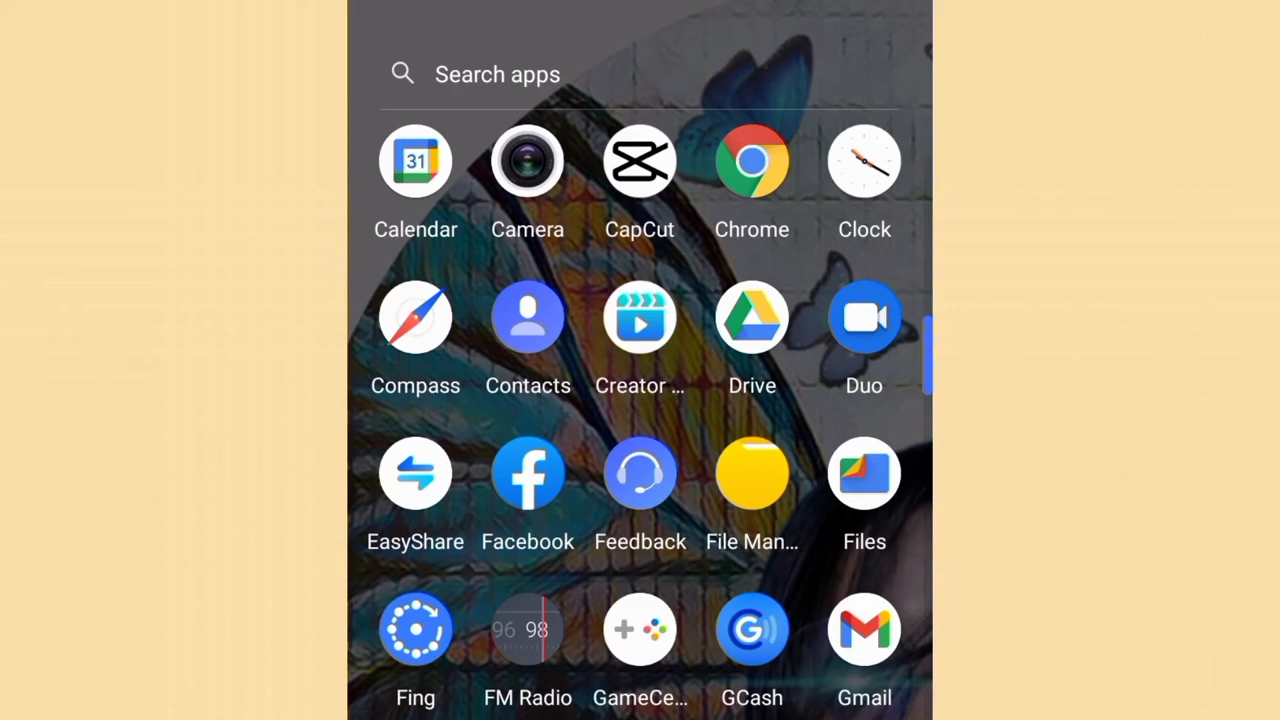 Search apps
31
Calendar Camera CapCut Chrome Clock
Compass Contacts Creator ... Drive Duo
EasyShare Facebook Feedback File Man... Files
96 98
Fing FM Radio GameCe... GCash Gmail